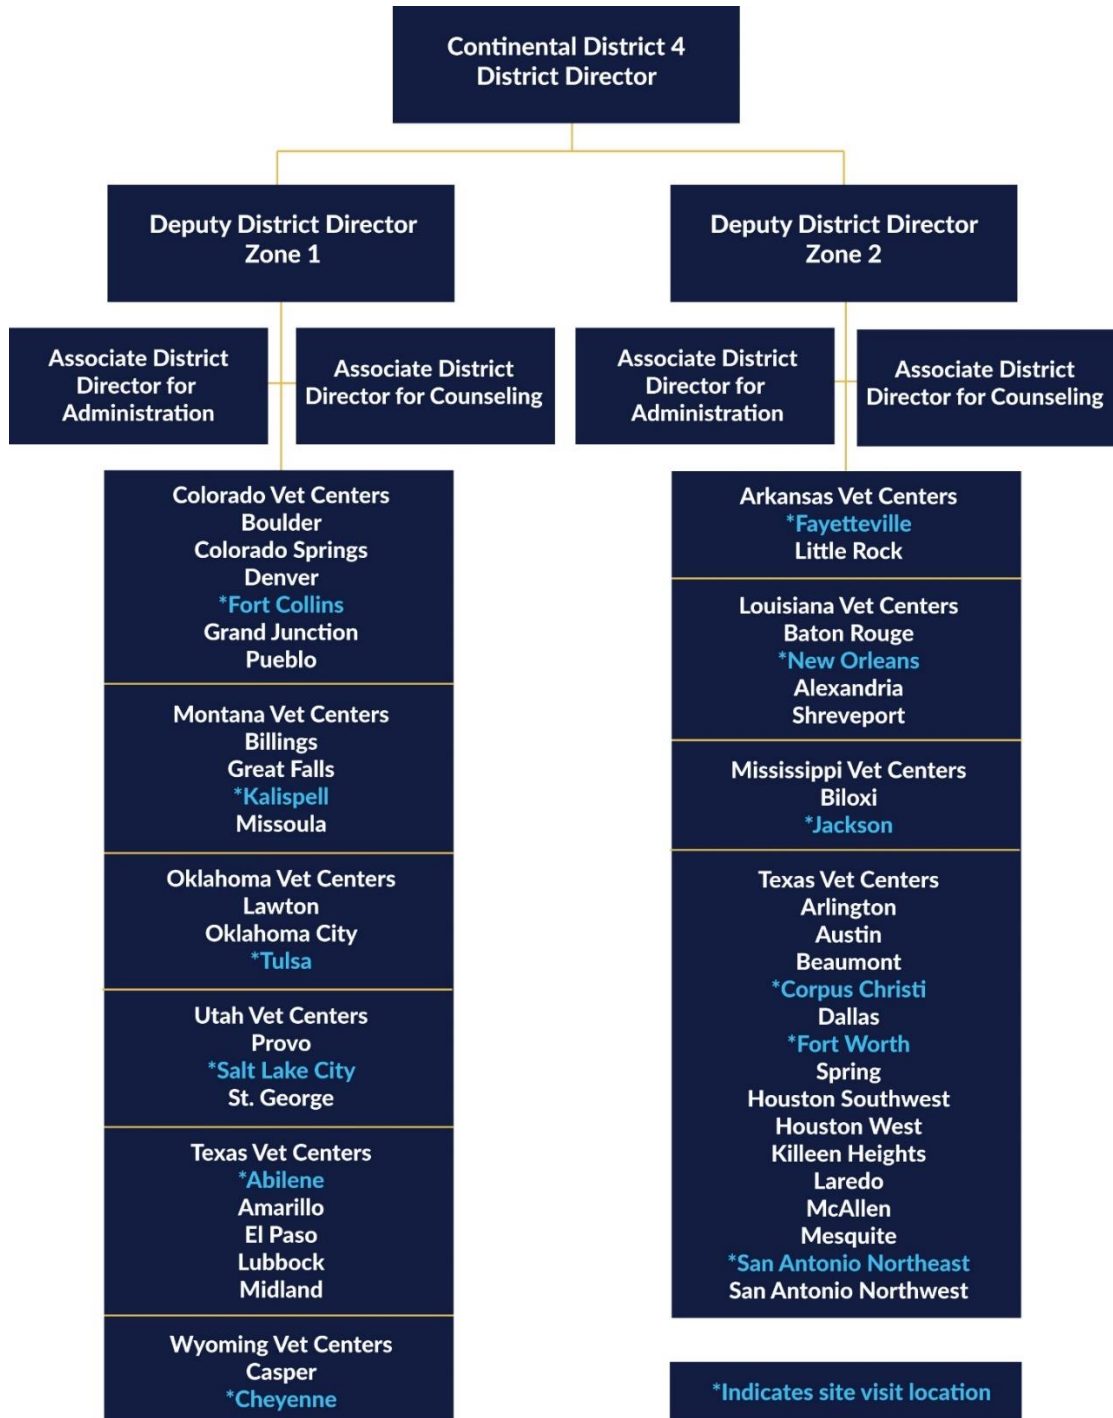 Continental District 4
District Director
Deputy District Director
Zone 1
Deputy District Director
Zone 2
Associate District
Director for
Administration
Associate District
Director for Counseling
Associate District
Director for
Administration
Associate District
Director for Counseling
Colorado Vet Centers
Boulder
Colorado Springs
Denver
*Fort Collins
Grand Junction
Pueblo
Montana Vet Centers
Billings
Great Falls
*Kalispell
Missoula
Oklahoma Vet Centers
Lawton
Oklahoma City
*Tulsa
Utah Vet Centers
Provo
*Salt Lake City
St. George
Texas Vet Centers
*Abilene
Amarillo
El Paso
Lubbock
Midland
Wyoming Vet Centers
Casper
*Cheyenne
Arkansas Vet Centers
*Fayetteville
Little Rock
Louisiana Vet Centers
Baton Rouge
*New Orleans
Alexandria
Shreveport
Mississippi Vet Centers
Biloxi
*Jackson
Texas Vet Centers
Arlington
Austin
Beaumont
*Corpus Christi
Dallas
*Fort Worth
Spring
Houston Southwest
Houston West
Killeen Heights
Laredo
McAllen
Mesquite
*San Antonio Northeast
San Antonio Northwest
*Indicates site visit location